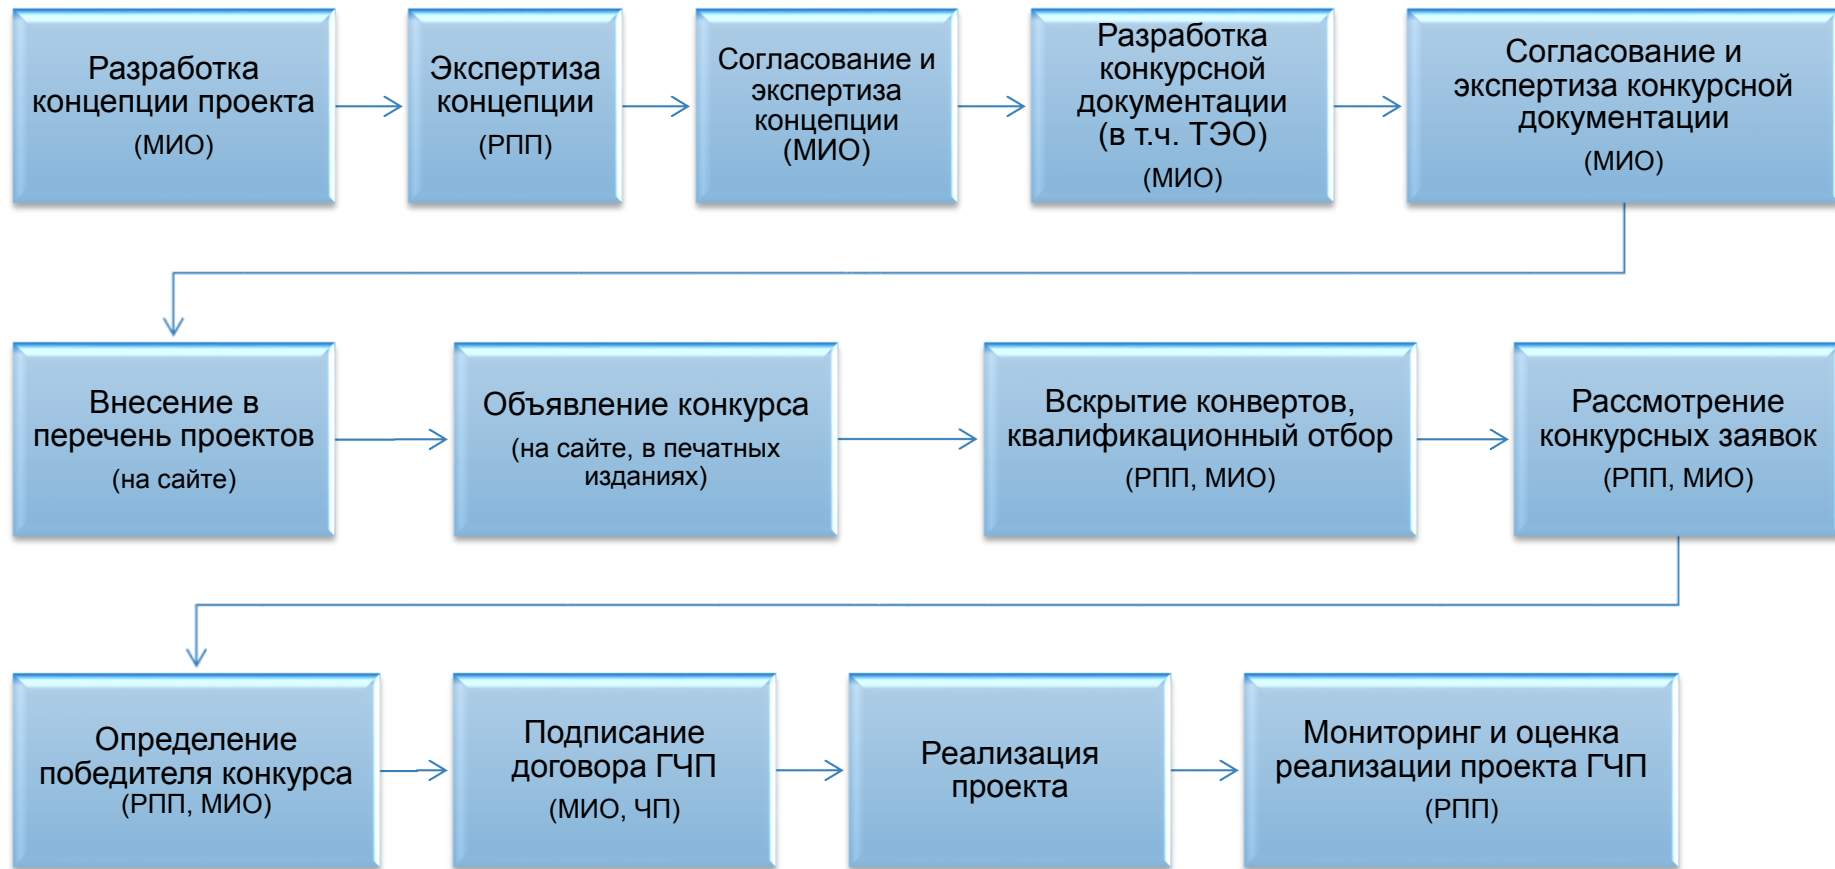 Разработка
концепции проекта
(МИО)
Экспертиза
концепции
(РПП)
Согласование и
экспертиза
концепции
(МИО)
Разработка
конкурсной
документации
(в т.ч. ТЭО)
(МИО)
Согласование и
экспертиза конкурсной
документации
(МИО)
Внесение в
перечень проектов
(на сайте)
Объявление конкурса
(на сайте, в печатных
изданиях)
Вскрытие конвертов,
квалификационный отбор
(РПП, МИО)
Рассмотрение
конкурсных заявок
(РПП, МИО)
Определение
победителя конкурса
(РПП, МИО)
Подписание
договора ГЧП
(МИО, ЧП)
Реализация
проекта
Мониторинг и оценка
реализации проекта ГЧП
(РПП)